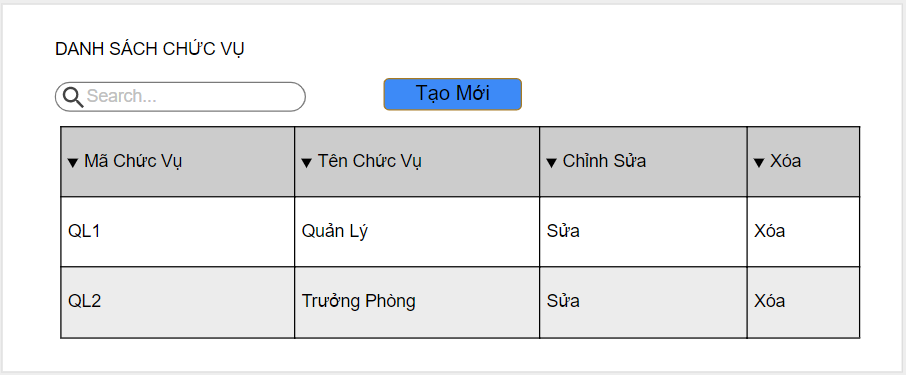 DANH SÁCH CHỨC VỤ
Search...
Tạo Mới
Mã Chức Vụ Tên Chức Vụ Chỉnh Sửa Xóa
QL1 Quản Lý Sửa Xóa
QL2 Trưởng Phòng Sửa Xóa